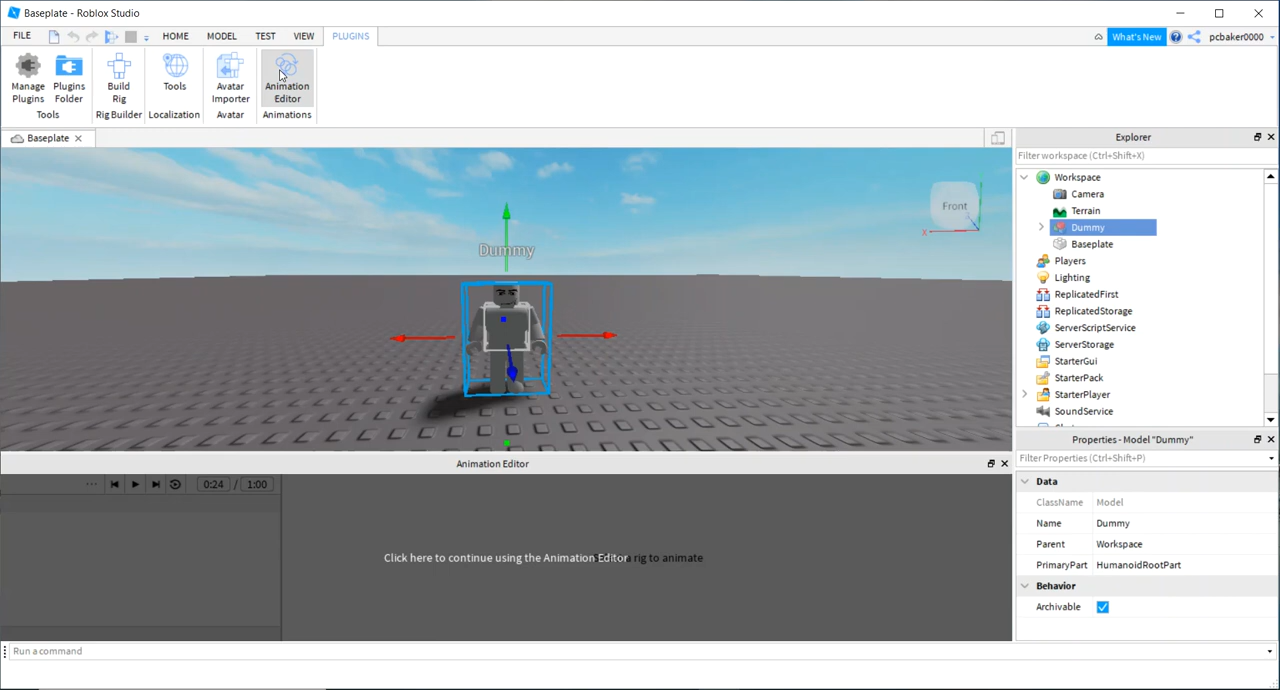 Baseplate - Roblox Studio
FILE HOME MODEL TEST VIEW PLUGINS What's New pcbaker0000
Manage Plugins Plugins Folder Build Rig Tools Avatar Importer Animation Editor
Tools Rig Builder Localization Avatar Animations
Baseplate
Front
X
Dummy
Explorer
Filter workspace (Ctrl+Shift+X)
Workspace
Camera
Terrain
Dummy
Baseplate
Players
Lighting
ReplicatedFirst
ReplicatedStorage
ServerScriptService
ServerStorage
StarterGui
StarterPack
StarterPlayer
SoundService
Animation Editor
0:24 / 1:00
Click here to continue using the Animation Editor
rig to animate
Properties - Model "Dummy"
Filter Properties (Ctrl+Shift+P)
Data
ClassName Model
Name Dummy
Parent Workspace
PrimaryPart HumanoidRootPart
Behavior
Archivable
Run a command